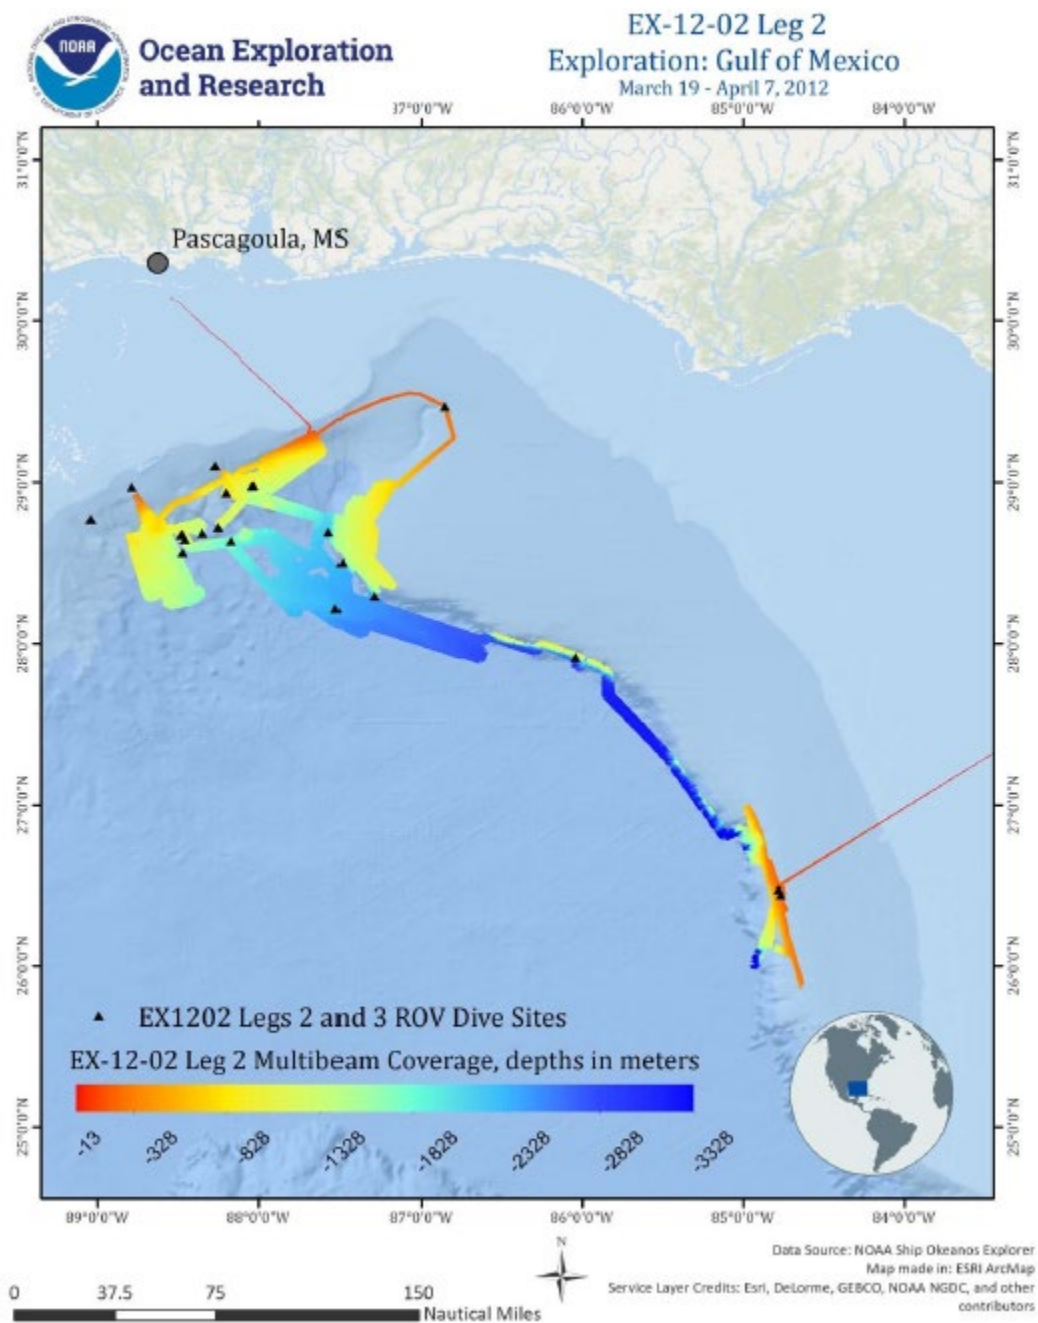 NOAA
Ocean Exploration
and Research
EX-12-02 Leg 2
Exploration: Gulf of Mexico
March 19 - April 7, 2012
37°0'0"W 86°0'0"W 85°0'0"W 84°0'0"W
31°0'0"N 31°0'0"N
Pascagoula, MS
30°0'0"N 30°0'0"N
29°0'0"N 29°0'0"N
28°0'0"N 28°0'0"N
27°0'0"N 27°0'0"N
26°0'0"N 26°0'0"N
EX1202 Legs 2 and 3 ROV Dive Sites
EX-12-02 Leg 2 Multibeam Coverage, depths in meters
-13 -328 -828 -1328 -1828 -2328 -2828 -3328
25°0'0"N 25°0'0"N
89°0'0"W 88°0'0"W 87°0'0"W 86°0'0"W 85°0'0"W 84°0'0"W
N
Data Source: NOAA Ship Okeanos Explorer
Map made in: ESRI ArcMap
Service Layer Credits: Esri, DeLorme, GEBCO, NOAA NGDC, and other
contributors
0 37.5 75 150
Nautical Miles